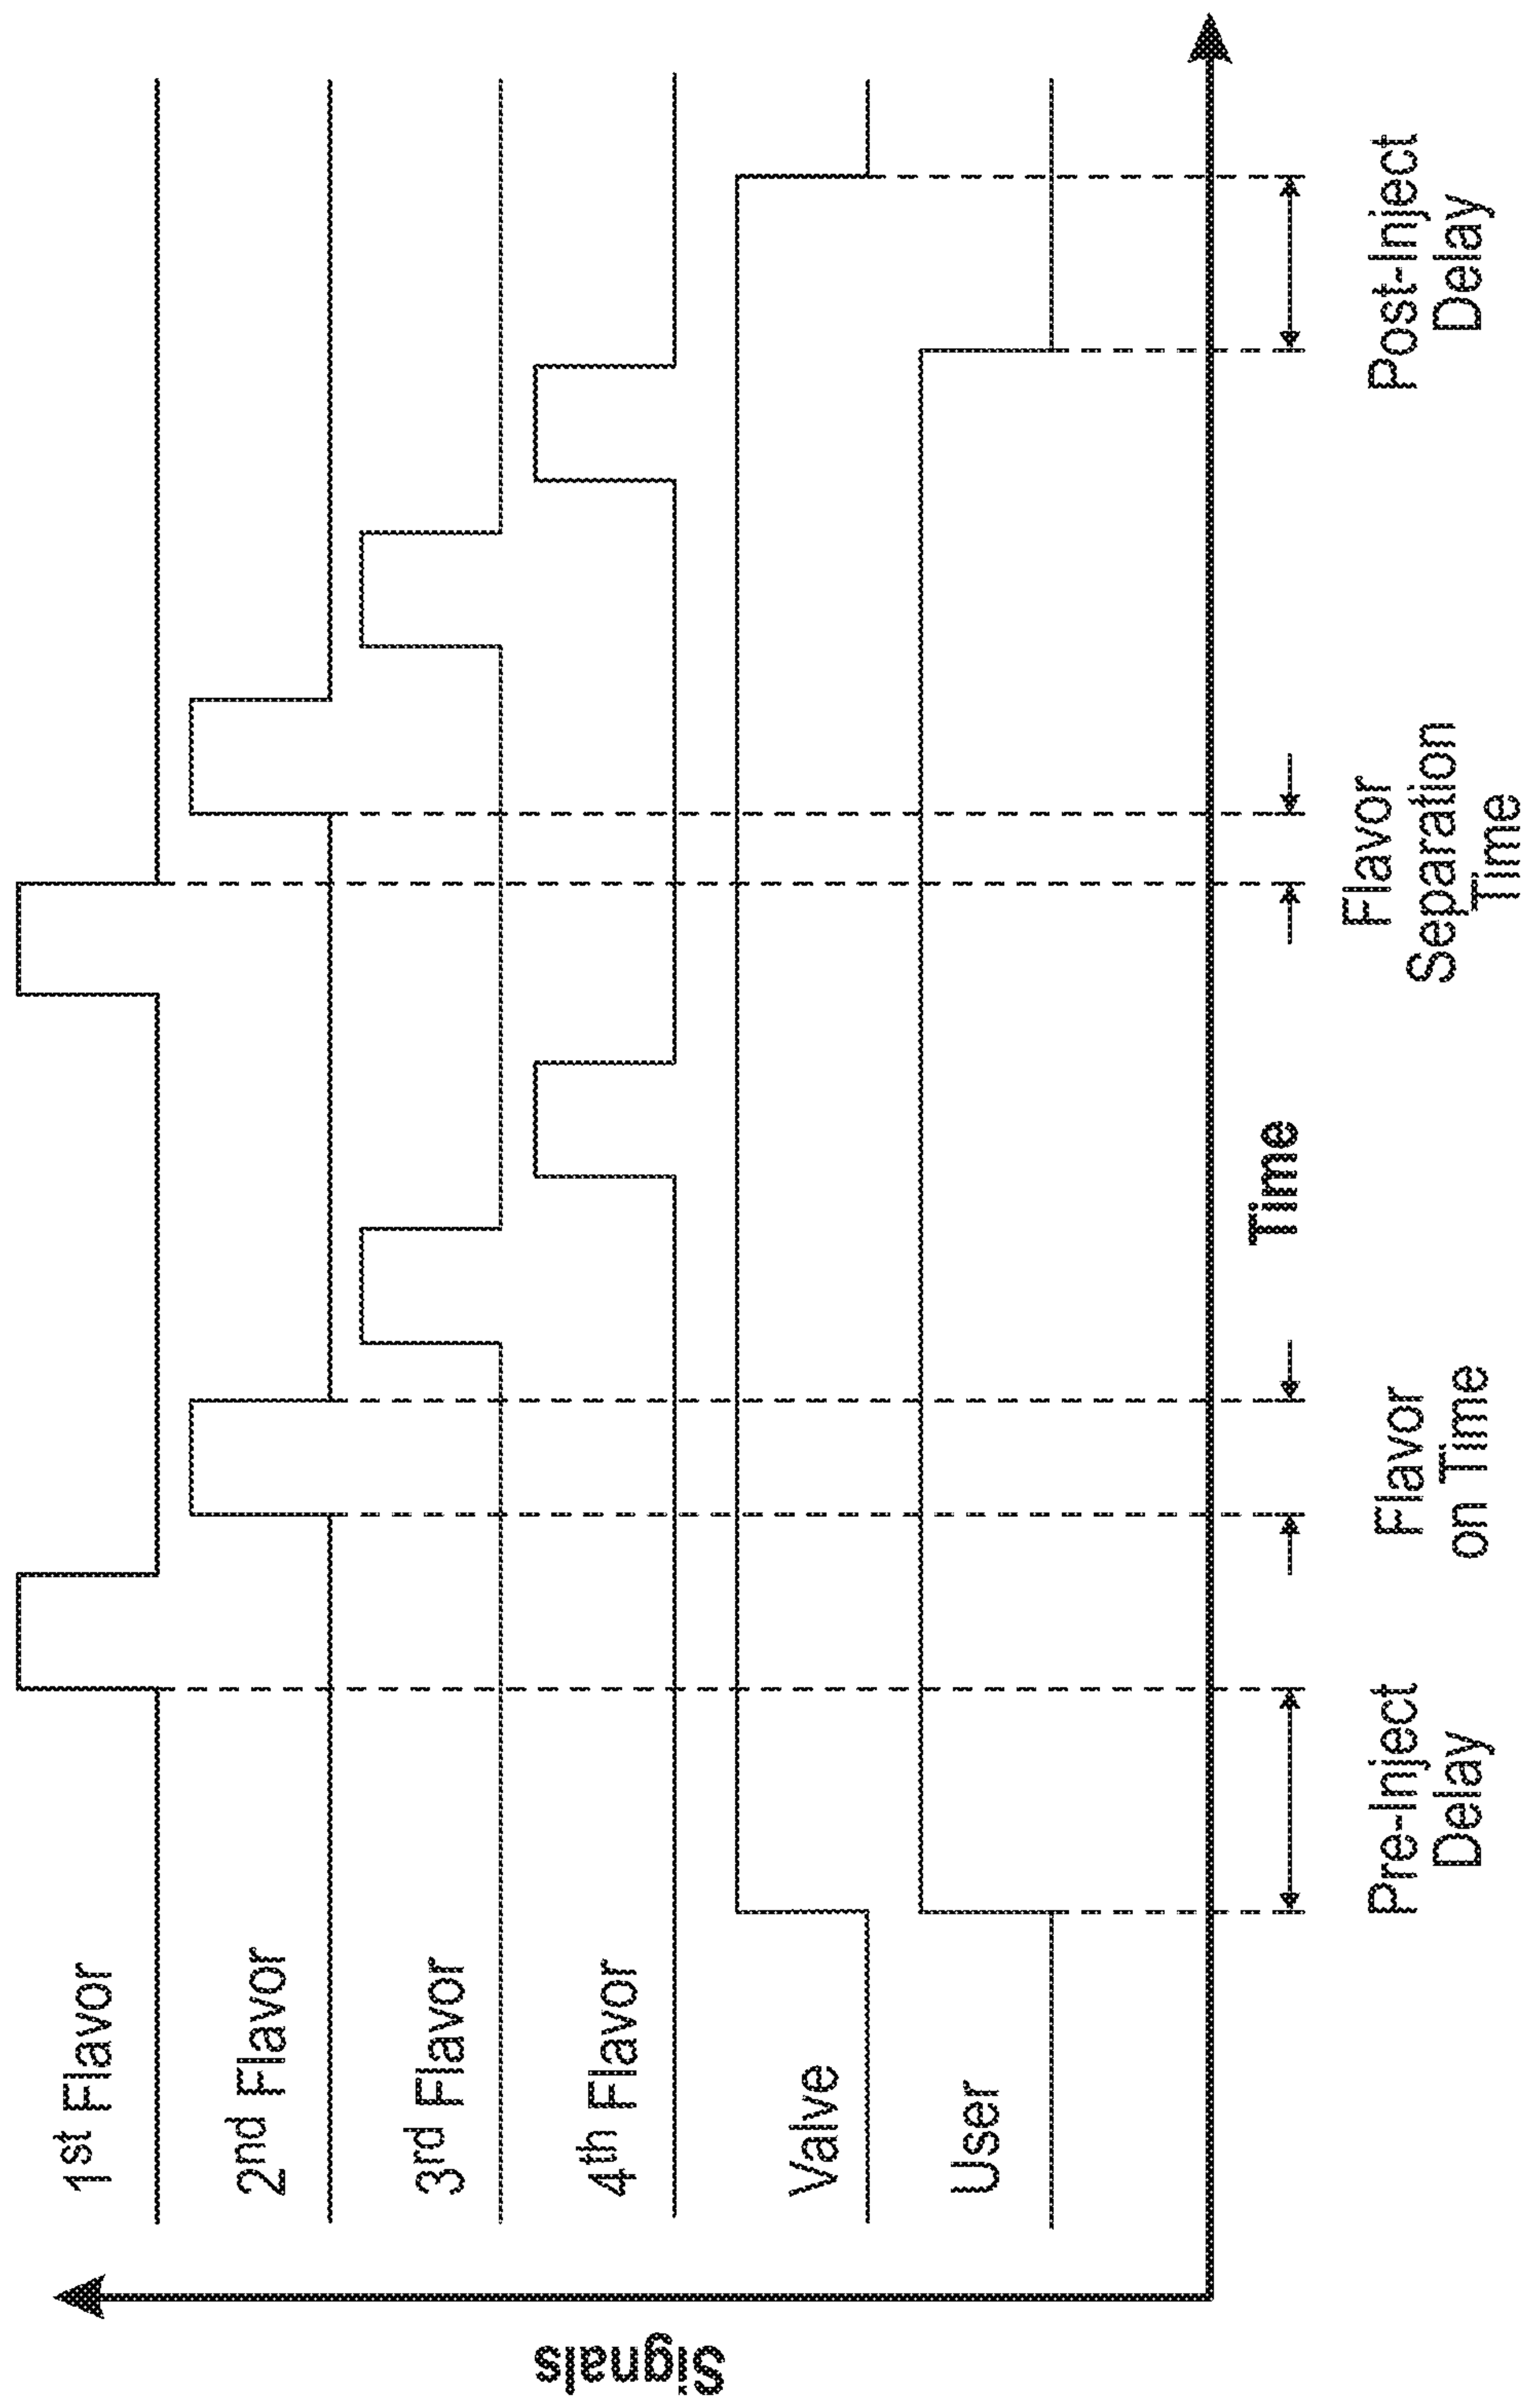 Signals
1st Flavor
2nd Flavor
3rd Flavor
4th Flavor
Valve
User
Time
Pre-Inject
Delay
Flavor
on Time
Flavor
Separation
Time
Post-Inject
Delay